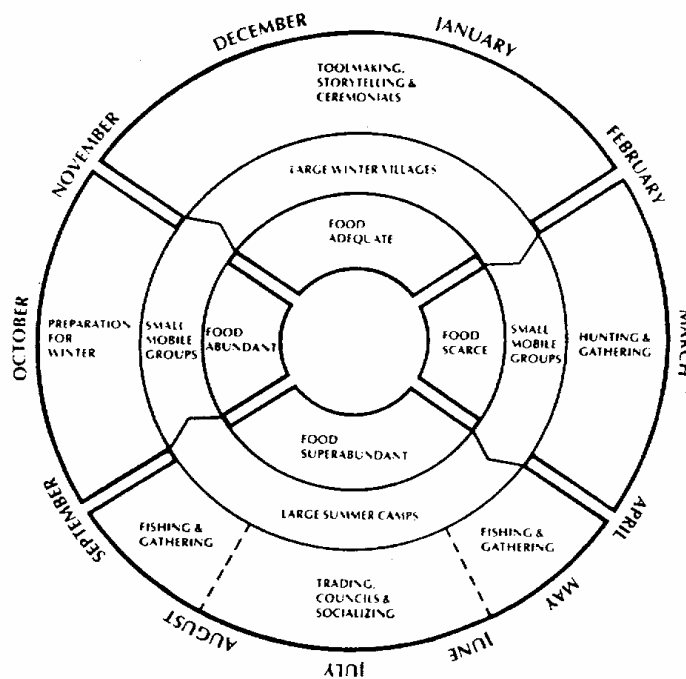 DECEMBER
JANUARY
NOVEMBER
FEBRUARY
TOOLMAKING,
STORYTELLING &
CEREMONIALS
LARGE WINTER VILLAGES
FOOD
ADEQUATE
OCTOBER
MARCH
PREPARATION
FOR
WINTER
SMALL
MOBILE
GROUPS
FOOD
ABUNDANT
FOOD
SCARCE
SMALL
MOBILE
GROUPS
HUNTING &
GATHERING
FOOD
SUPERABUNDANT
LARGE SUMMER CAMPS
SEPTEMBER
APRIL
FISHING &
GATHERING
TRADING,
COUNCILS &
SOCIALIZING
FISHING &
GATHERING
AUGUST
JULY
JUNE
MAY